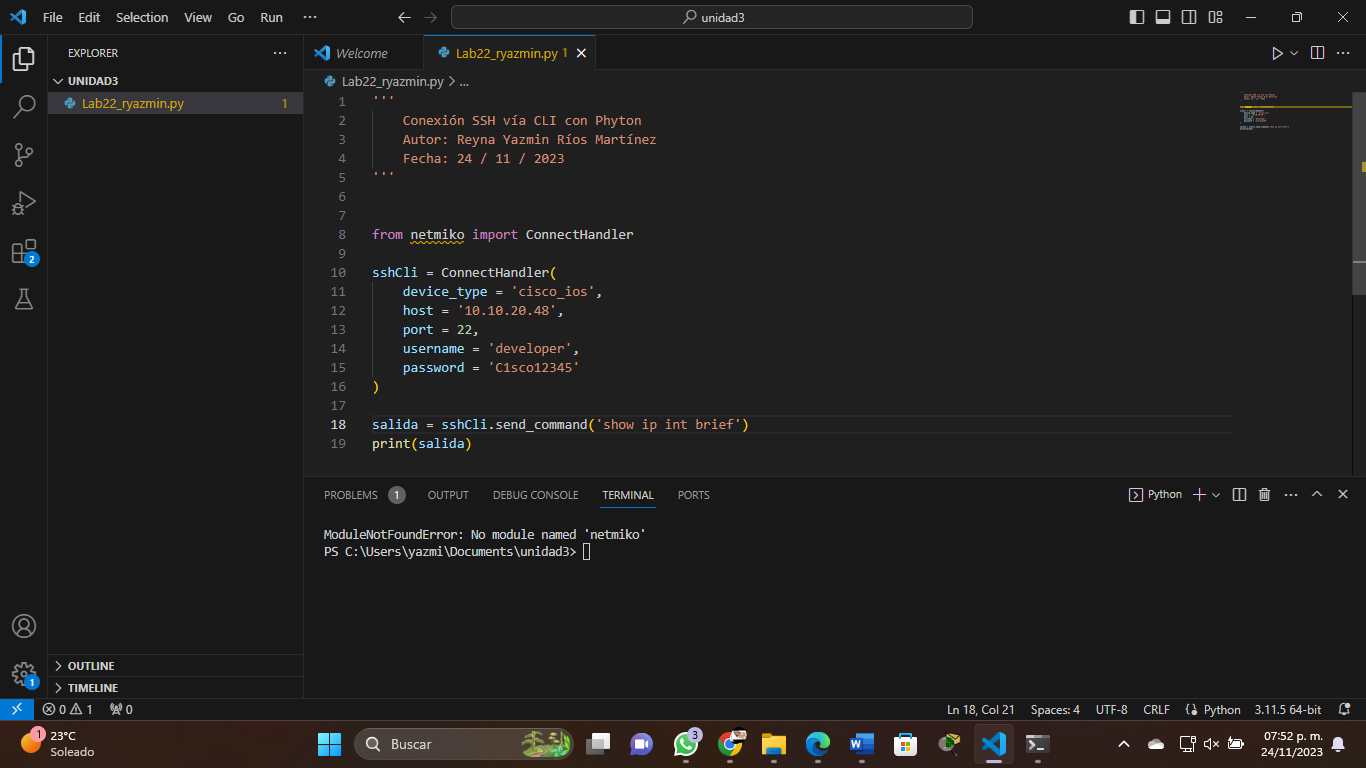 File Edit Selection View Go Run ···
unidad3
EXPLORER
UNIDAD3
Lab22_ryazmin.py 1
2
OUTLINE
TIMELINE
1
Welcome
Lab22_ryazmin.py 1
Lab22_ryazmin.py > ...
1 '''
2 Conexión SSH vía CLI con Phyton
3 Autor: Reyna Yazmin Ríos Martínez
4 Fecha: 24 / 11 / 2023
5 '''
6
7
8 from netmiko import ConnectHandler
9
10 sshCli = ConnectHandler(
11 device_type = 'cisco_ios',
12 host = '10.10.20.48',
13 port = 22,
14 username = 'developer',
15 password = 'C1sco12345'
16 )
17
18 salida = sshCli.send_command('show ip int brief')
19 print(salida)
PROBLEMS 1 OUTPUT DEBUG CONSOLE TERMINAL PORTS
Python
ModuleNotFoundError: No module named 'netmiko'
PS C:\Users\yazmi\Documents\unidad3>
0 1 0
Ln 18, Col 21 Spaces: 4 UTF-8 CRLF Python 3.11.5 64-bit
1
23°C
Soleado
Buscar
3
07:52 p. m.
24/11/2023